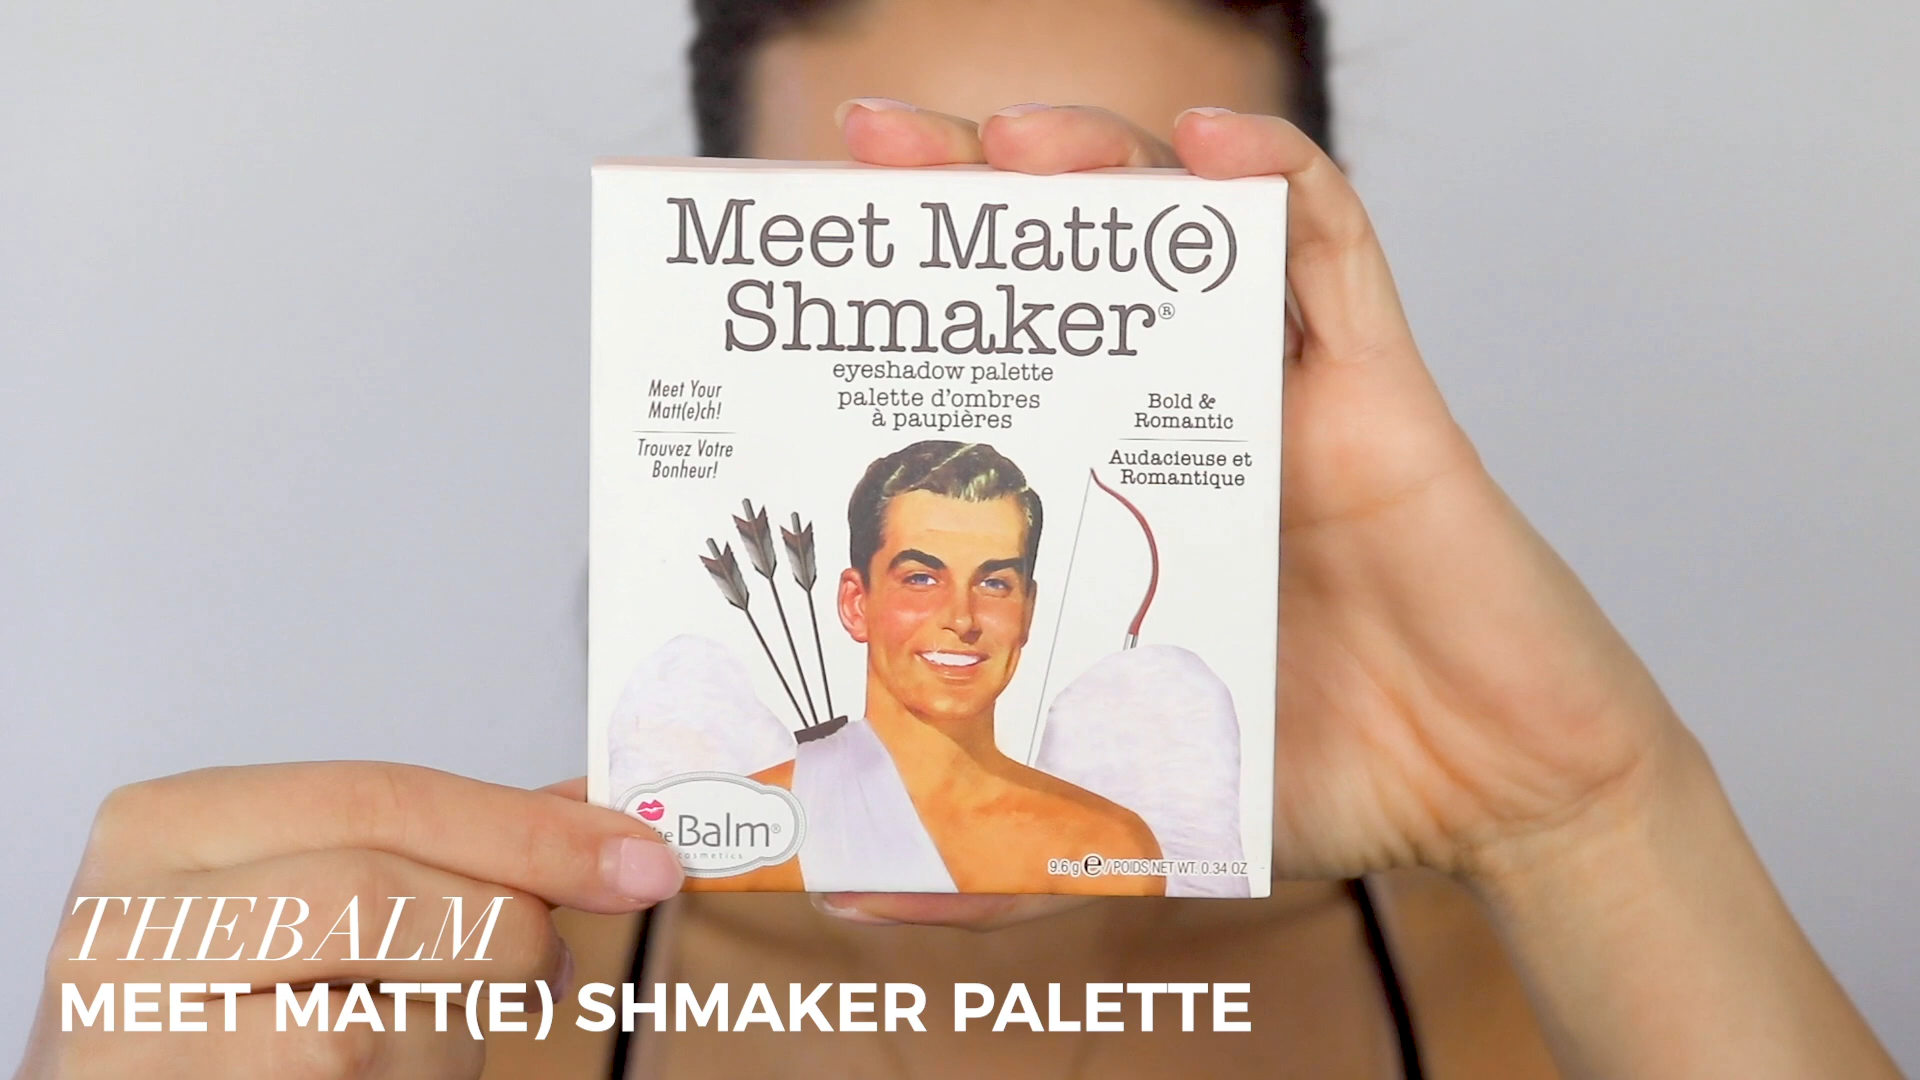 Meet Matt(e)
Shmaker®
eyeshadow palette
palette d'ombres
à paupières
Meet Your
Matt(e)ch!
Trouvez Votre
Bonheur!
Bold &
Romantic
Audacieuse et
Romantique
Balm®
cosmetics
9.6 g e / POIDS NET WT. 0.34 OZ
THEBALM
MEET MATT(E) SHMAKER PALETTE